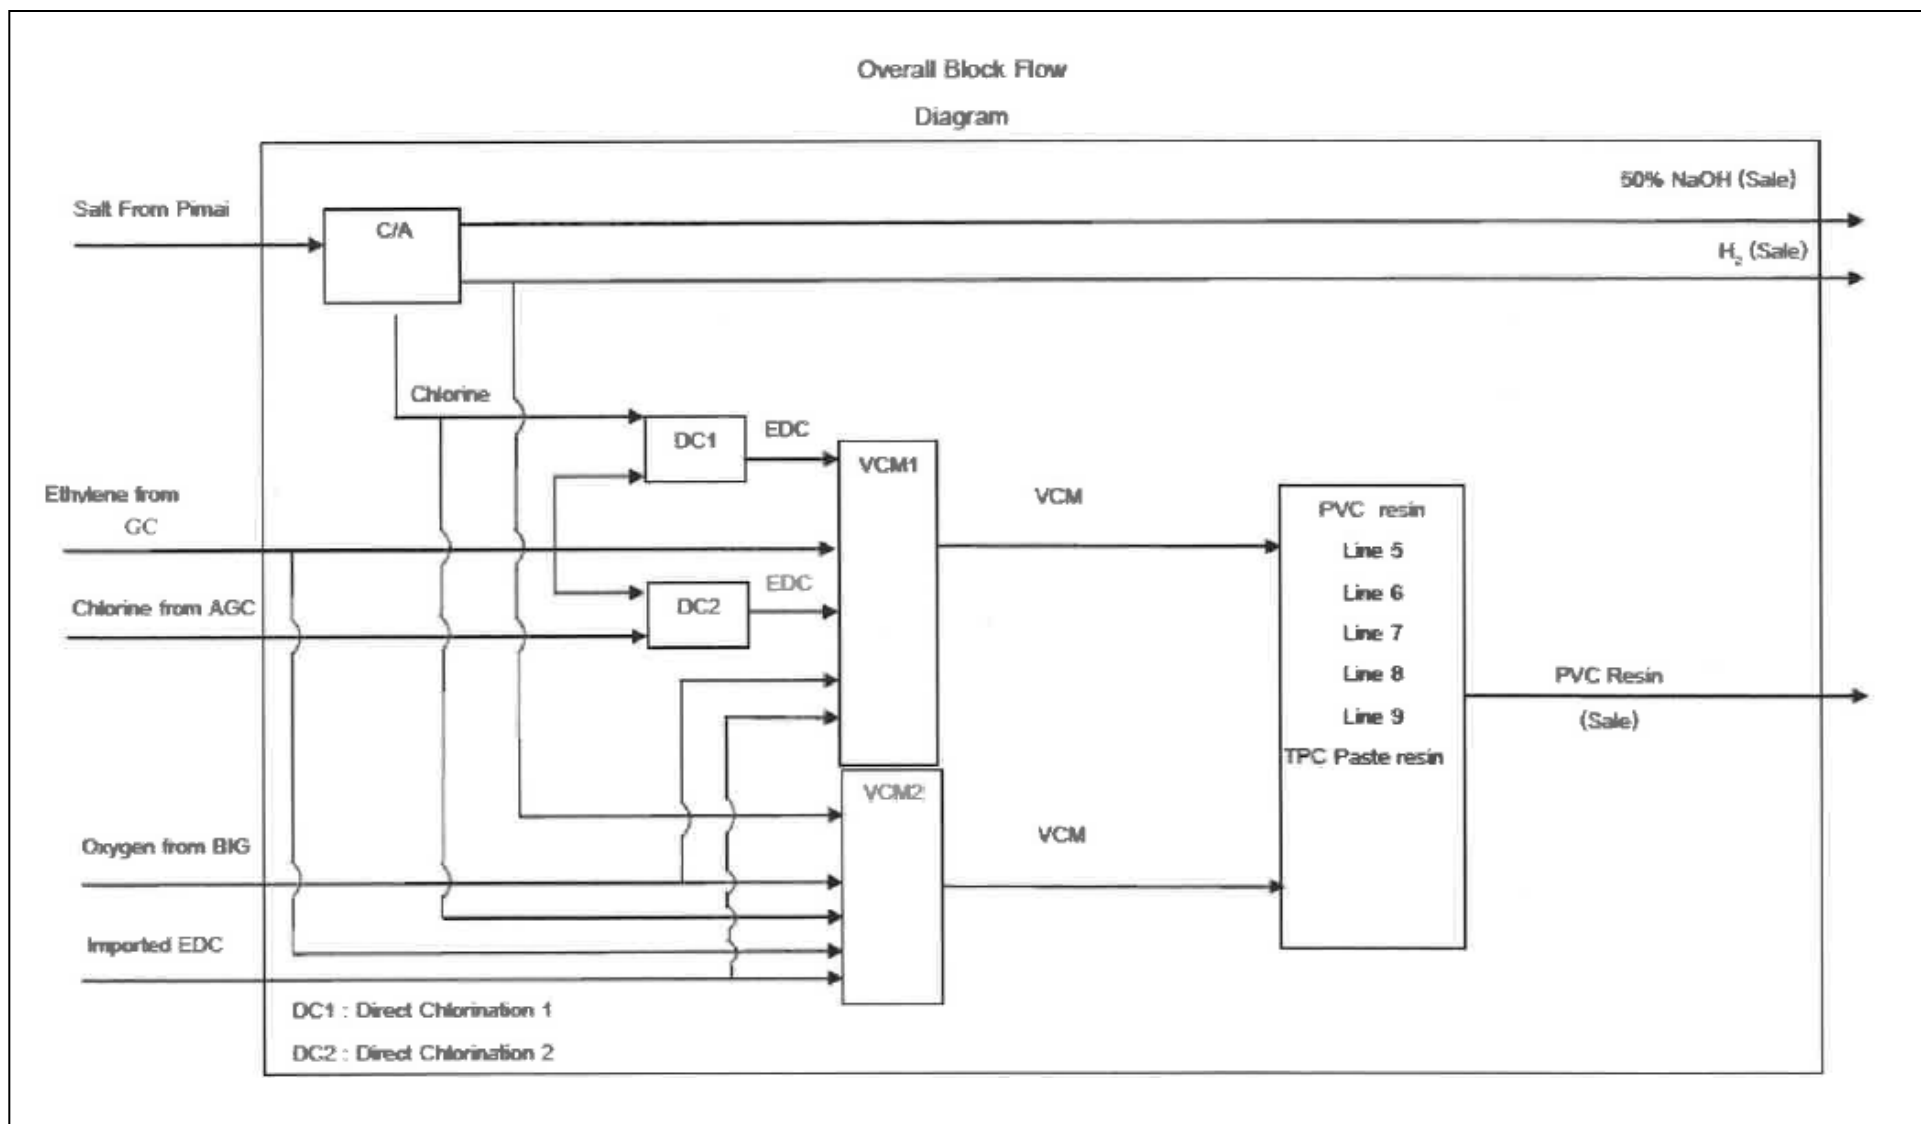 Overall Block Flow
Diagram
50% NaOH (Sale)
Salt From Pimai
C/A
H2 (Sale)
Chlorine
DC1
EDC
VCM1
Ethylene from
GC
VCM
PVC resin
Line 5
Line 6
Line 7
Line 8
Line 9
TPC Paste resin
Chlorine from AGC
DC2
EDC
PVC Resin
(Sale)
VCM2
Oxygen from BIG
VCM
Imported EDC
DC1 : Direct Chlorination 1
DC2 : Direct Chlorination 2